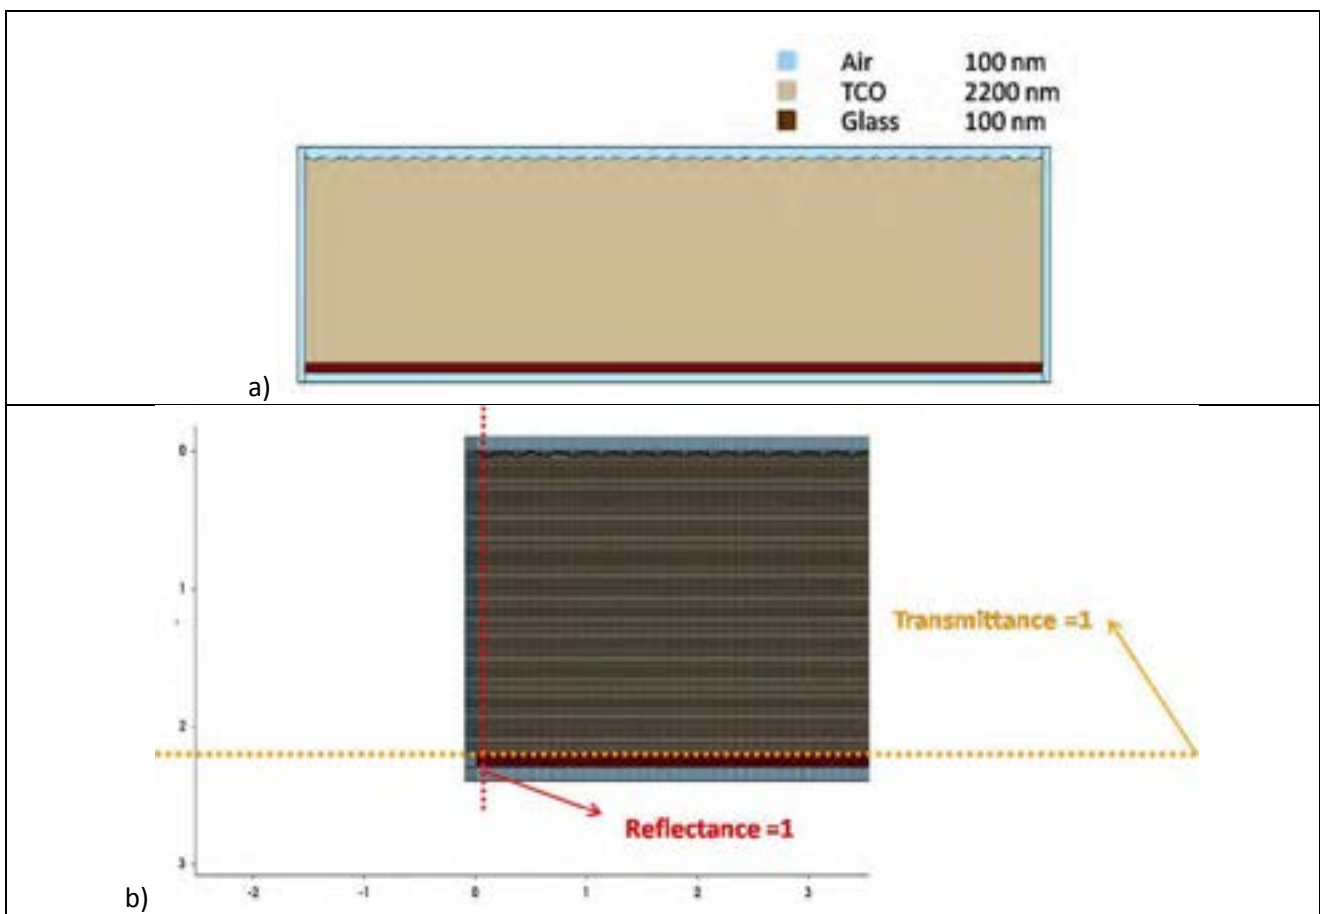 Air 100 nm
TCO 2200 nm
Glass 100 nm
a)
0
1
Transmittance =1
2
Reflectance =1
3
-2 -1 0 1 2 3
b)